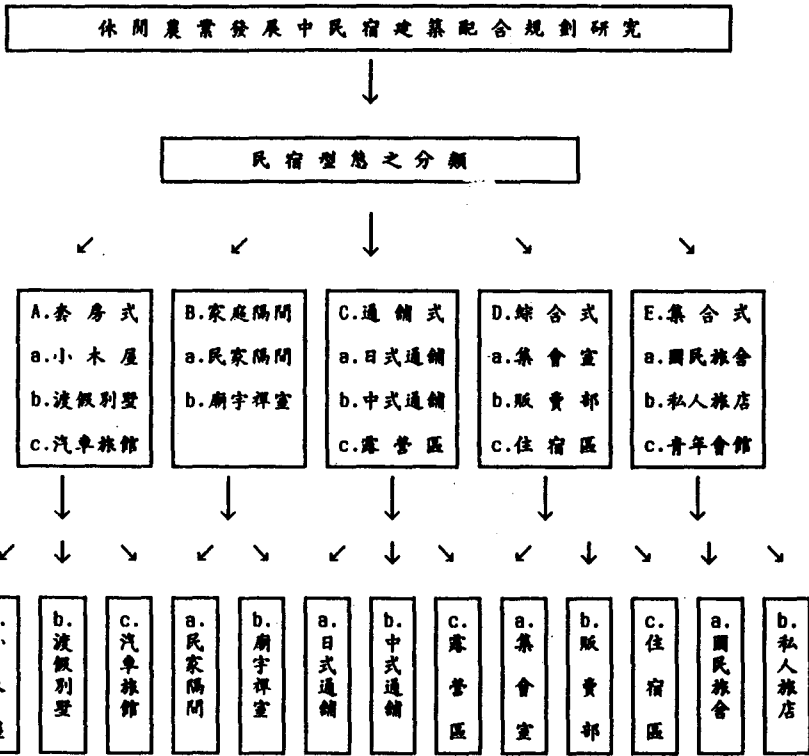 休閒農業發展中民宿建築配合規劃研究
民宿型態之分類
A.套房式
a.小木屋
b.渡假別墅
c.汽車旅館
B.家庭隔間
a.民家隔間
b.廟宇禪室
C.通鋪式
a.日式通鋪
b.中式通鋪
c.露營區
D.綜合式
a.集會室
b.販賣部
c.住宿區
E.集合式
a.國民旅舍
b.私人旅店
c.青年會館
b.渡假別墅
c.汽車旅館
a.民家隔間
b.廟宇禪室
a.日式通鋪
b.中式通鋪
c.露營區
a.集會室
b.販賣部
c.住宿區
a.國民旅舍
b.私人旅店